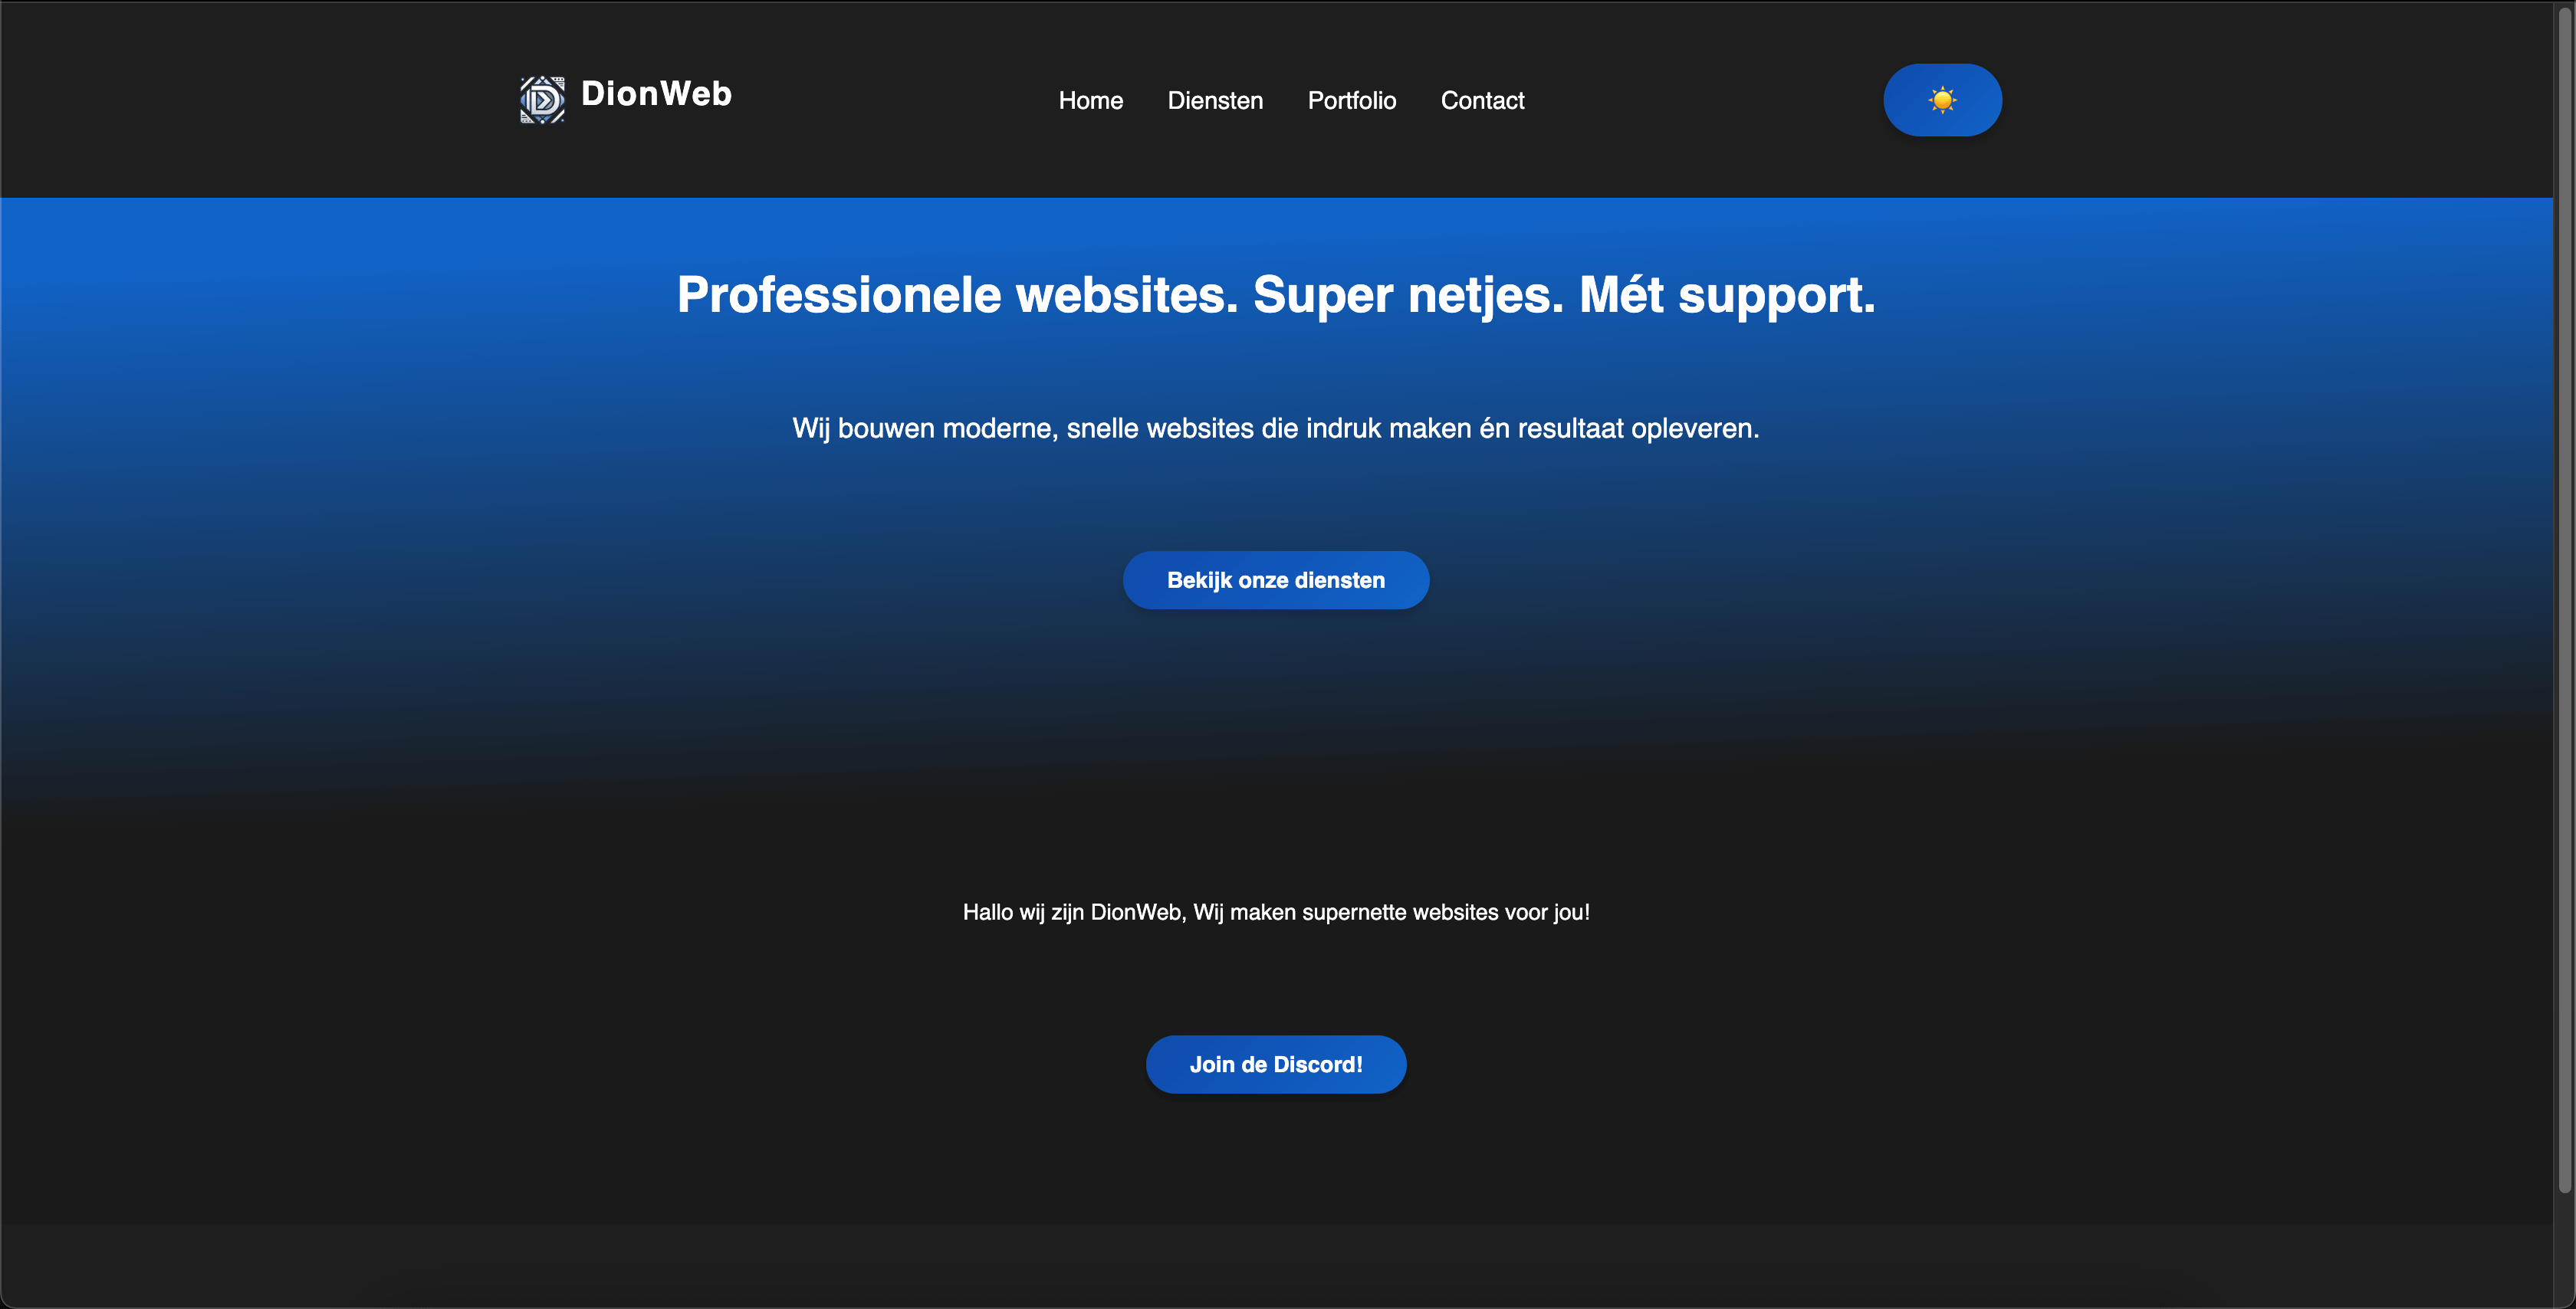 DionWeb
Home Diensten Portfolio Contact
Professionele websites. Super netjes. Mét support.
Wij bouwen moderne, snelle websites die indruk maken én resultaat opleveren.
Bekijk onze diensten
Hallo wij zijn DionWeb, Wij maken supernette websites voor jou!
Join de Discord!